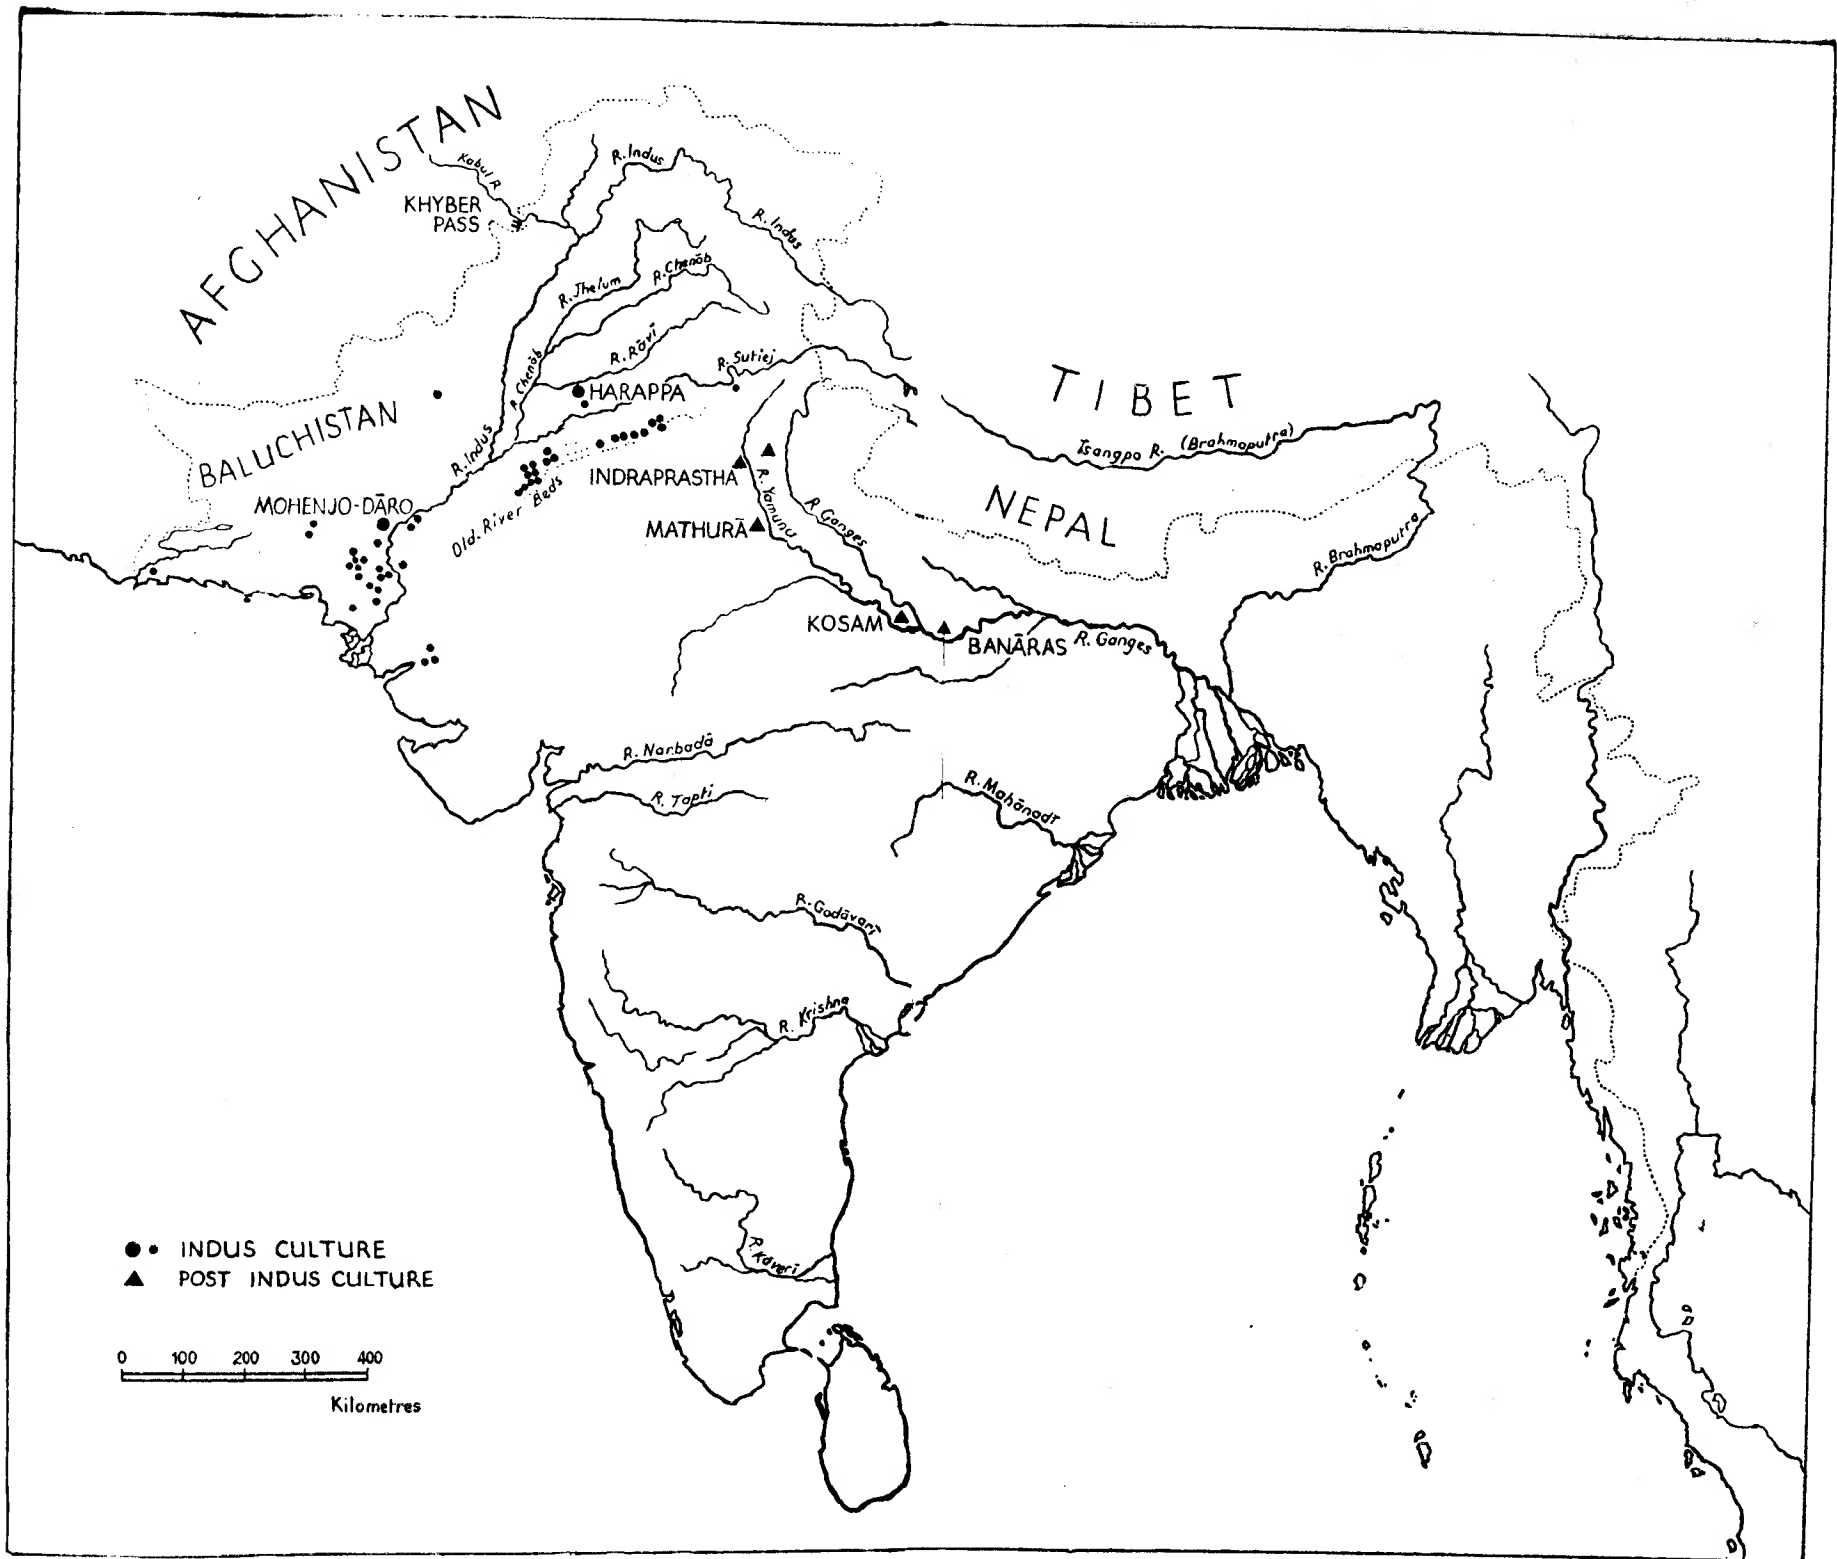 AFGHANISTAN
Kabul R
R. Indus
KHYBER
PASS
R. Indus
R. Jhelum
R. Chenāb
R. Rāvī
R. Chenāb
R. Sutlej
HARAPPA
TIBET
BALUCHISTAN
R. Indus
Tsangpo R. (Brahmaputra)
INDRAPRASTHA
MOHENJO-DĀRO
Old. River Beds
R. Yamuna
NEPAL
MATHURĀ
R. Ganges
R. Brahmaputra
KOSAM
BANĀRAS
R. Ganges
R. Narbadā
R. Tapti
R. Mahānadī
R. Godāvarī
R. Krishna
R. Kāverī
INDUS CULTURE
POST INDUS CULTURE
0 100 200 300 400
Kilometres